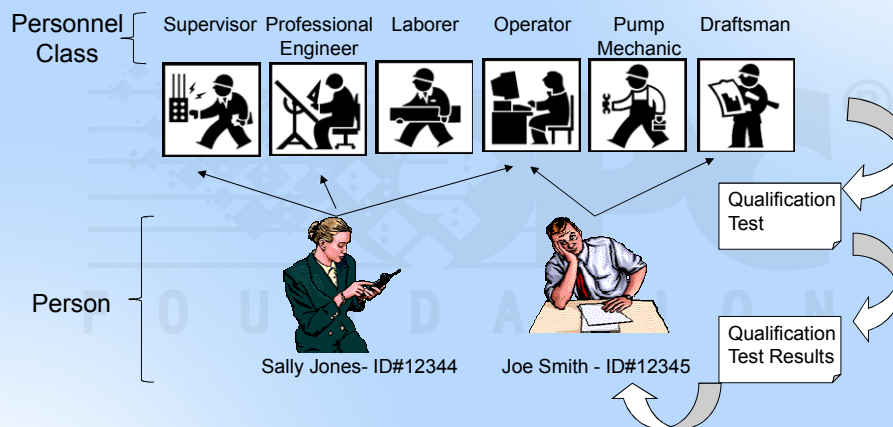 Personnel
Class
Supervisor
Professional
Engineer
Laborer
Operator
Pump
Mechanic
Draftsman
®
Qualification
Test
Person
FOUNDATION
Qualification
Test Results
Sally Jones- ID#12344
Joe Smith - ID#12345